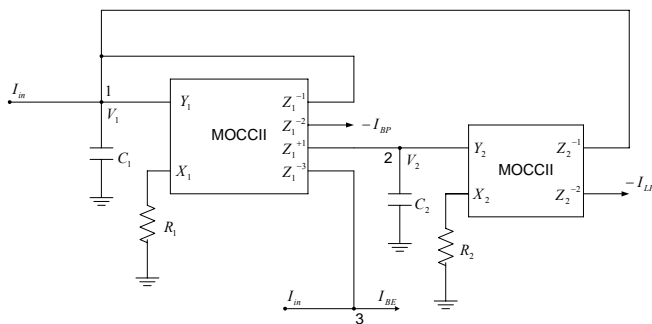 I_in
1
V_1
C_1
Y_1
X_1
MOCCII
Z_1^{-1}
Z_1^{-2}
Z_1^{+1}
Z_1^{-3}
-I_BP
R_1
2
V_2
C_2
Y_2
X_2
MOCCII
Z_2^{-1}
Z_2^{-2}
-I_LI
R_2
I_in
I_BE
3